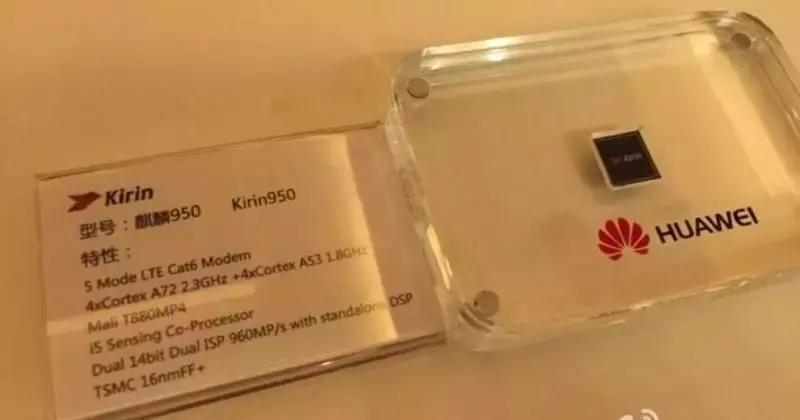 Kirin
型号：麒麟950 Kirin950
特性：
5 Mode LTE Cat6 Modem
4xCortex A72 2.3GHz +4xCortex A53 1.8GHz
Mali T880MP4
i5 Sensing Co-Processor
Dual 14bit Dual ISP 960MP/s with standalone DSP
TSMC 16nmFF+
Kirin
HUAWEI